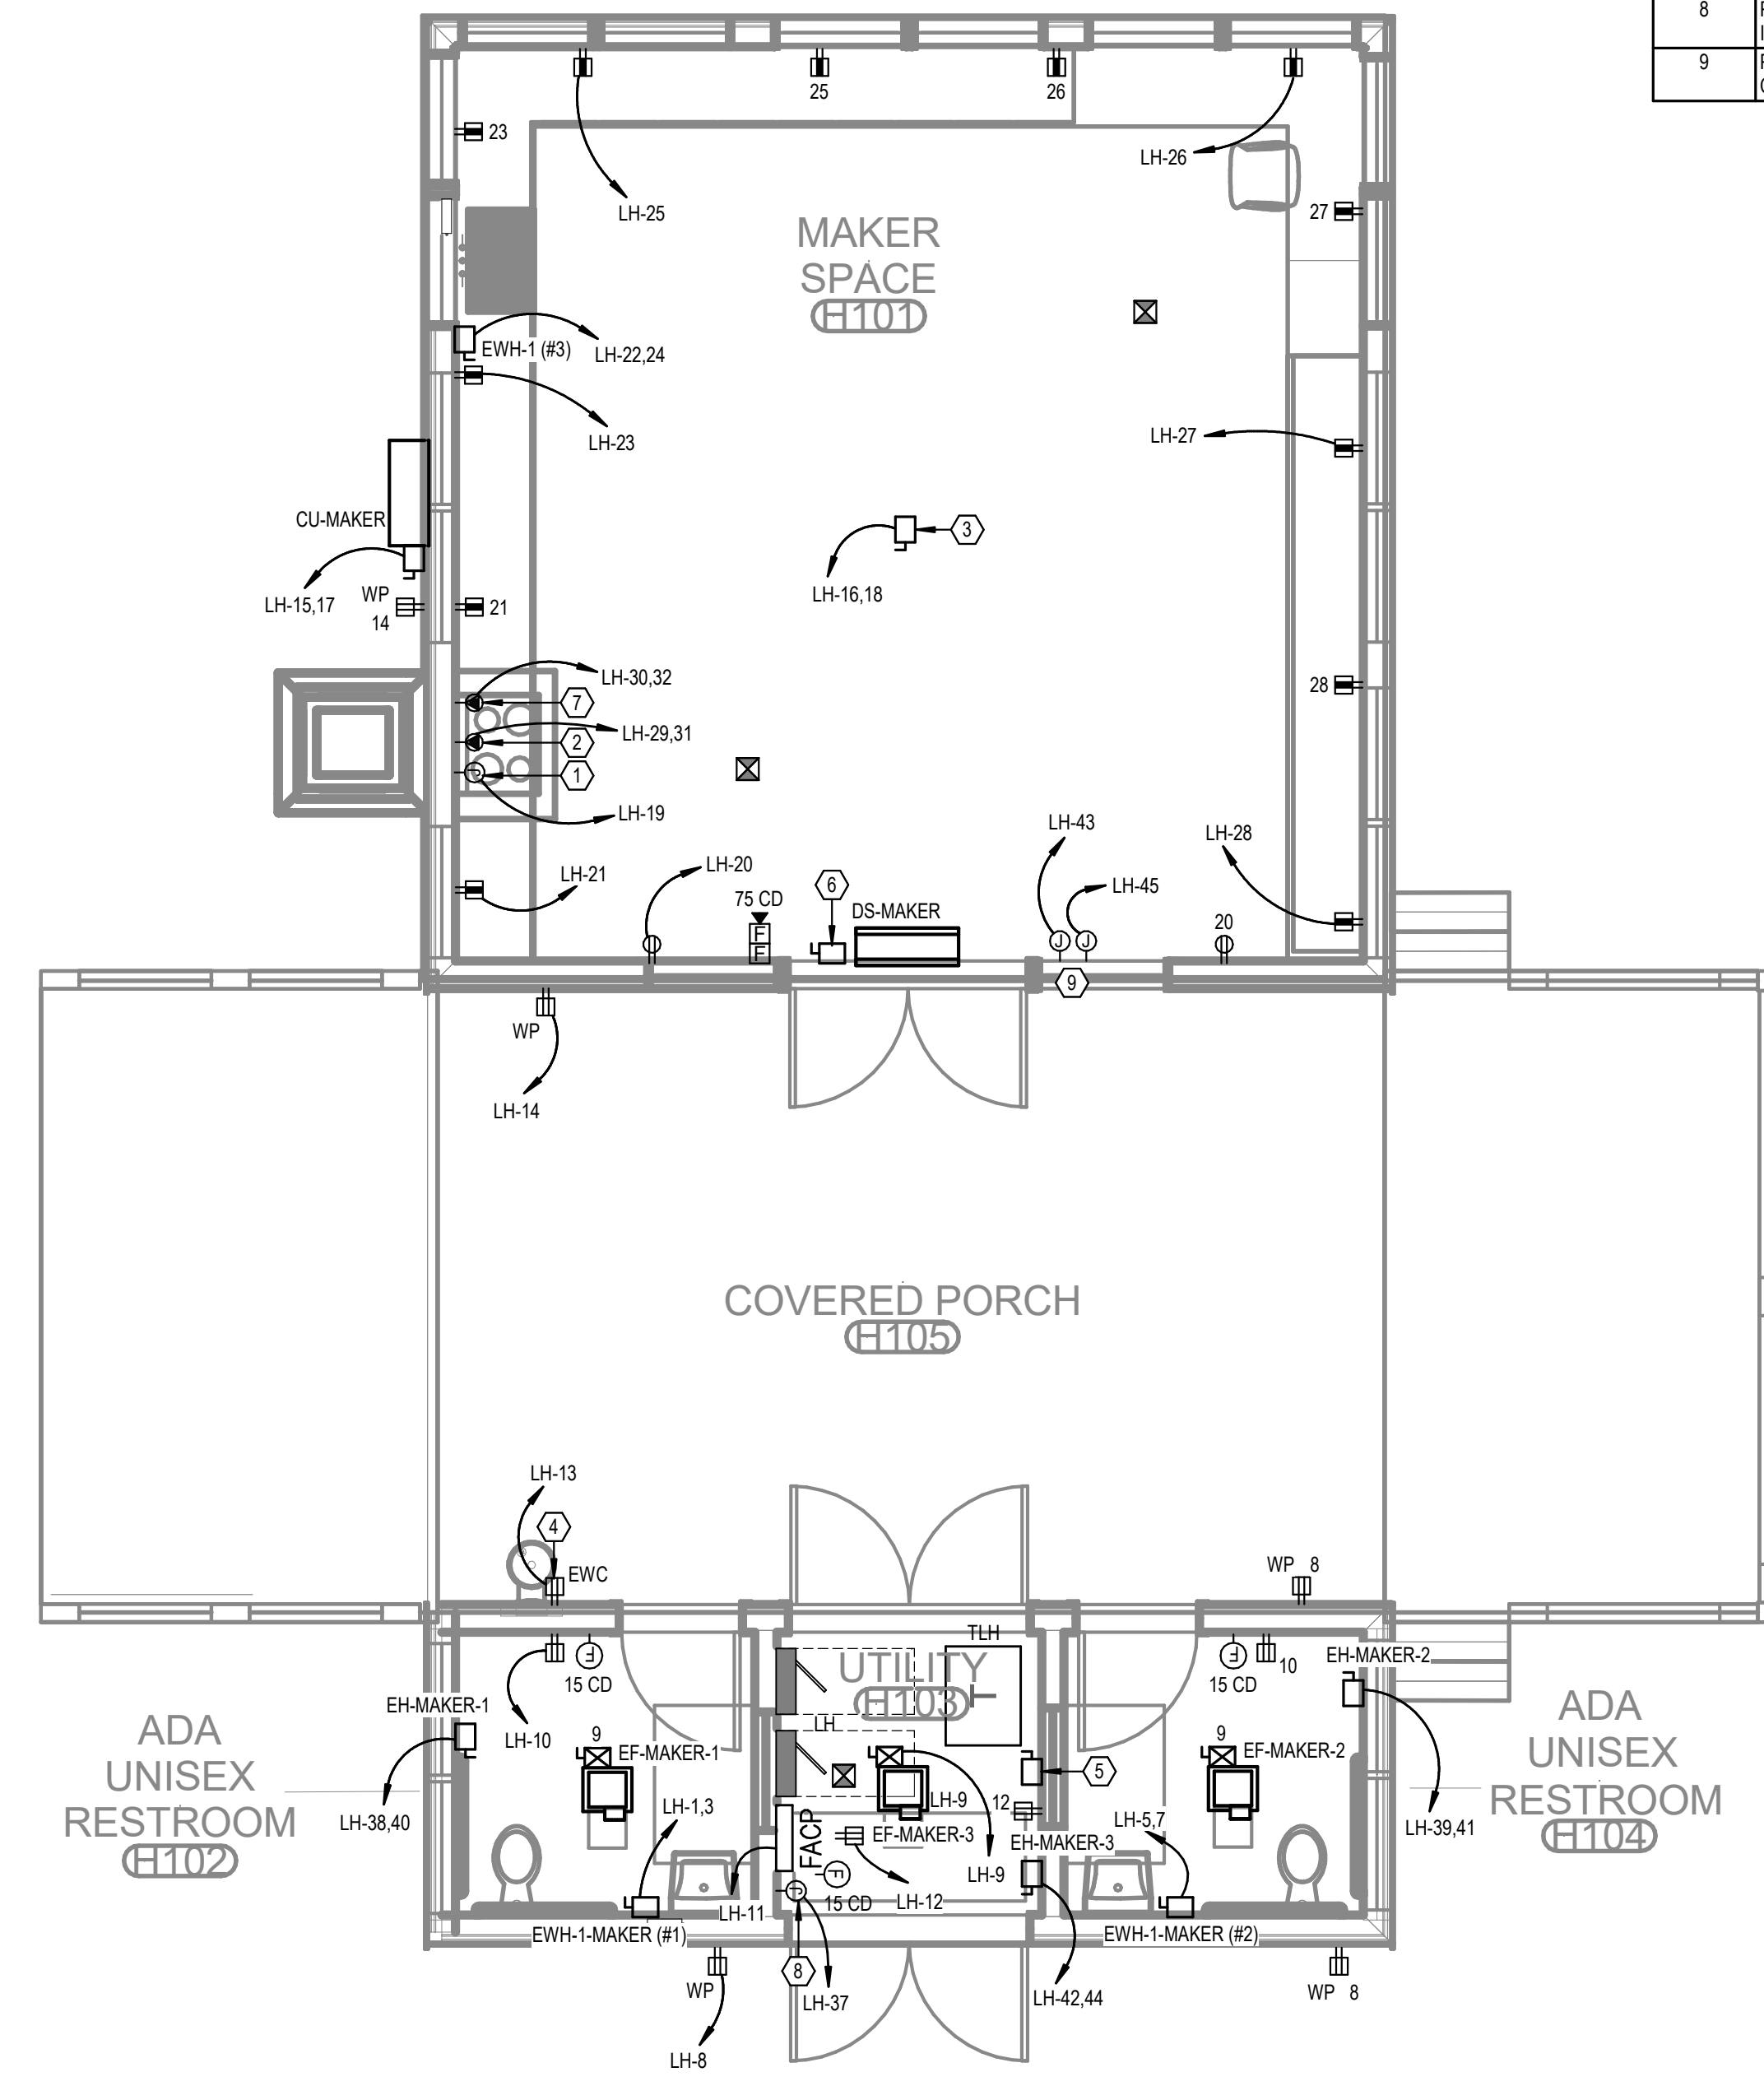 8
9
25
26
23
LH-25
LH-26
27
MAKER
SPACE
H101
EWH-1 (#3)
LH-22,24
LH-23
LH-27
CU-MAKER
3
LH-15,17
WP
14
21
LH-16,18
LH-30,32
7
28
LH-29,31
2
1
LH-19
LH-43
LH-28
LH-20
LH-21
6
LH-45
75 CD
DS-MAKER
20
F
F
J
J
J
9
WP
LH-14
COVERED PORCH
H105
LH-13
4
EWC
WP 8
TLH
F
15 CD
UTILITY
H103
T
F
15 CD
10
EH-MAKER-2
EH-MAKER-1
LH
LH-10
9
EF-MAKER-1
9
EF-MAKER-2
ADA
UNISEX
RESTROOM
H102
ADA
UNISEX
RESTROOM
H104
5
LH-38,40
LH-1,3
LH-9
12
LH-5,7
LH-39,41
FACP
EF-MAKER-3
EH-MAKER-3
LH-9
F
15 CD
LH-12
LH-11
J
EWH-1-MAKER (#1)
EWH-1-MAKER (#2)
8
WP
LH-37
LH-42,44
WP 8
LH-8